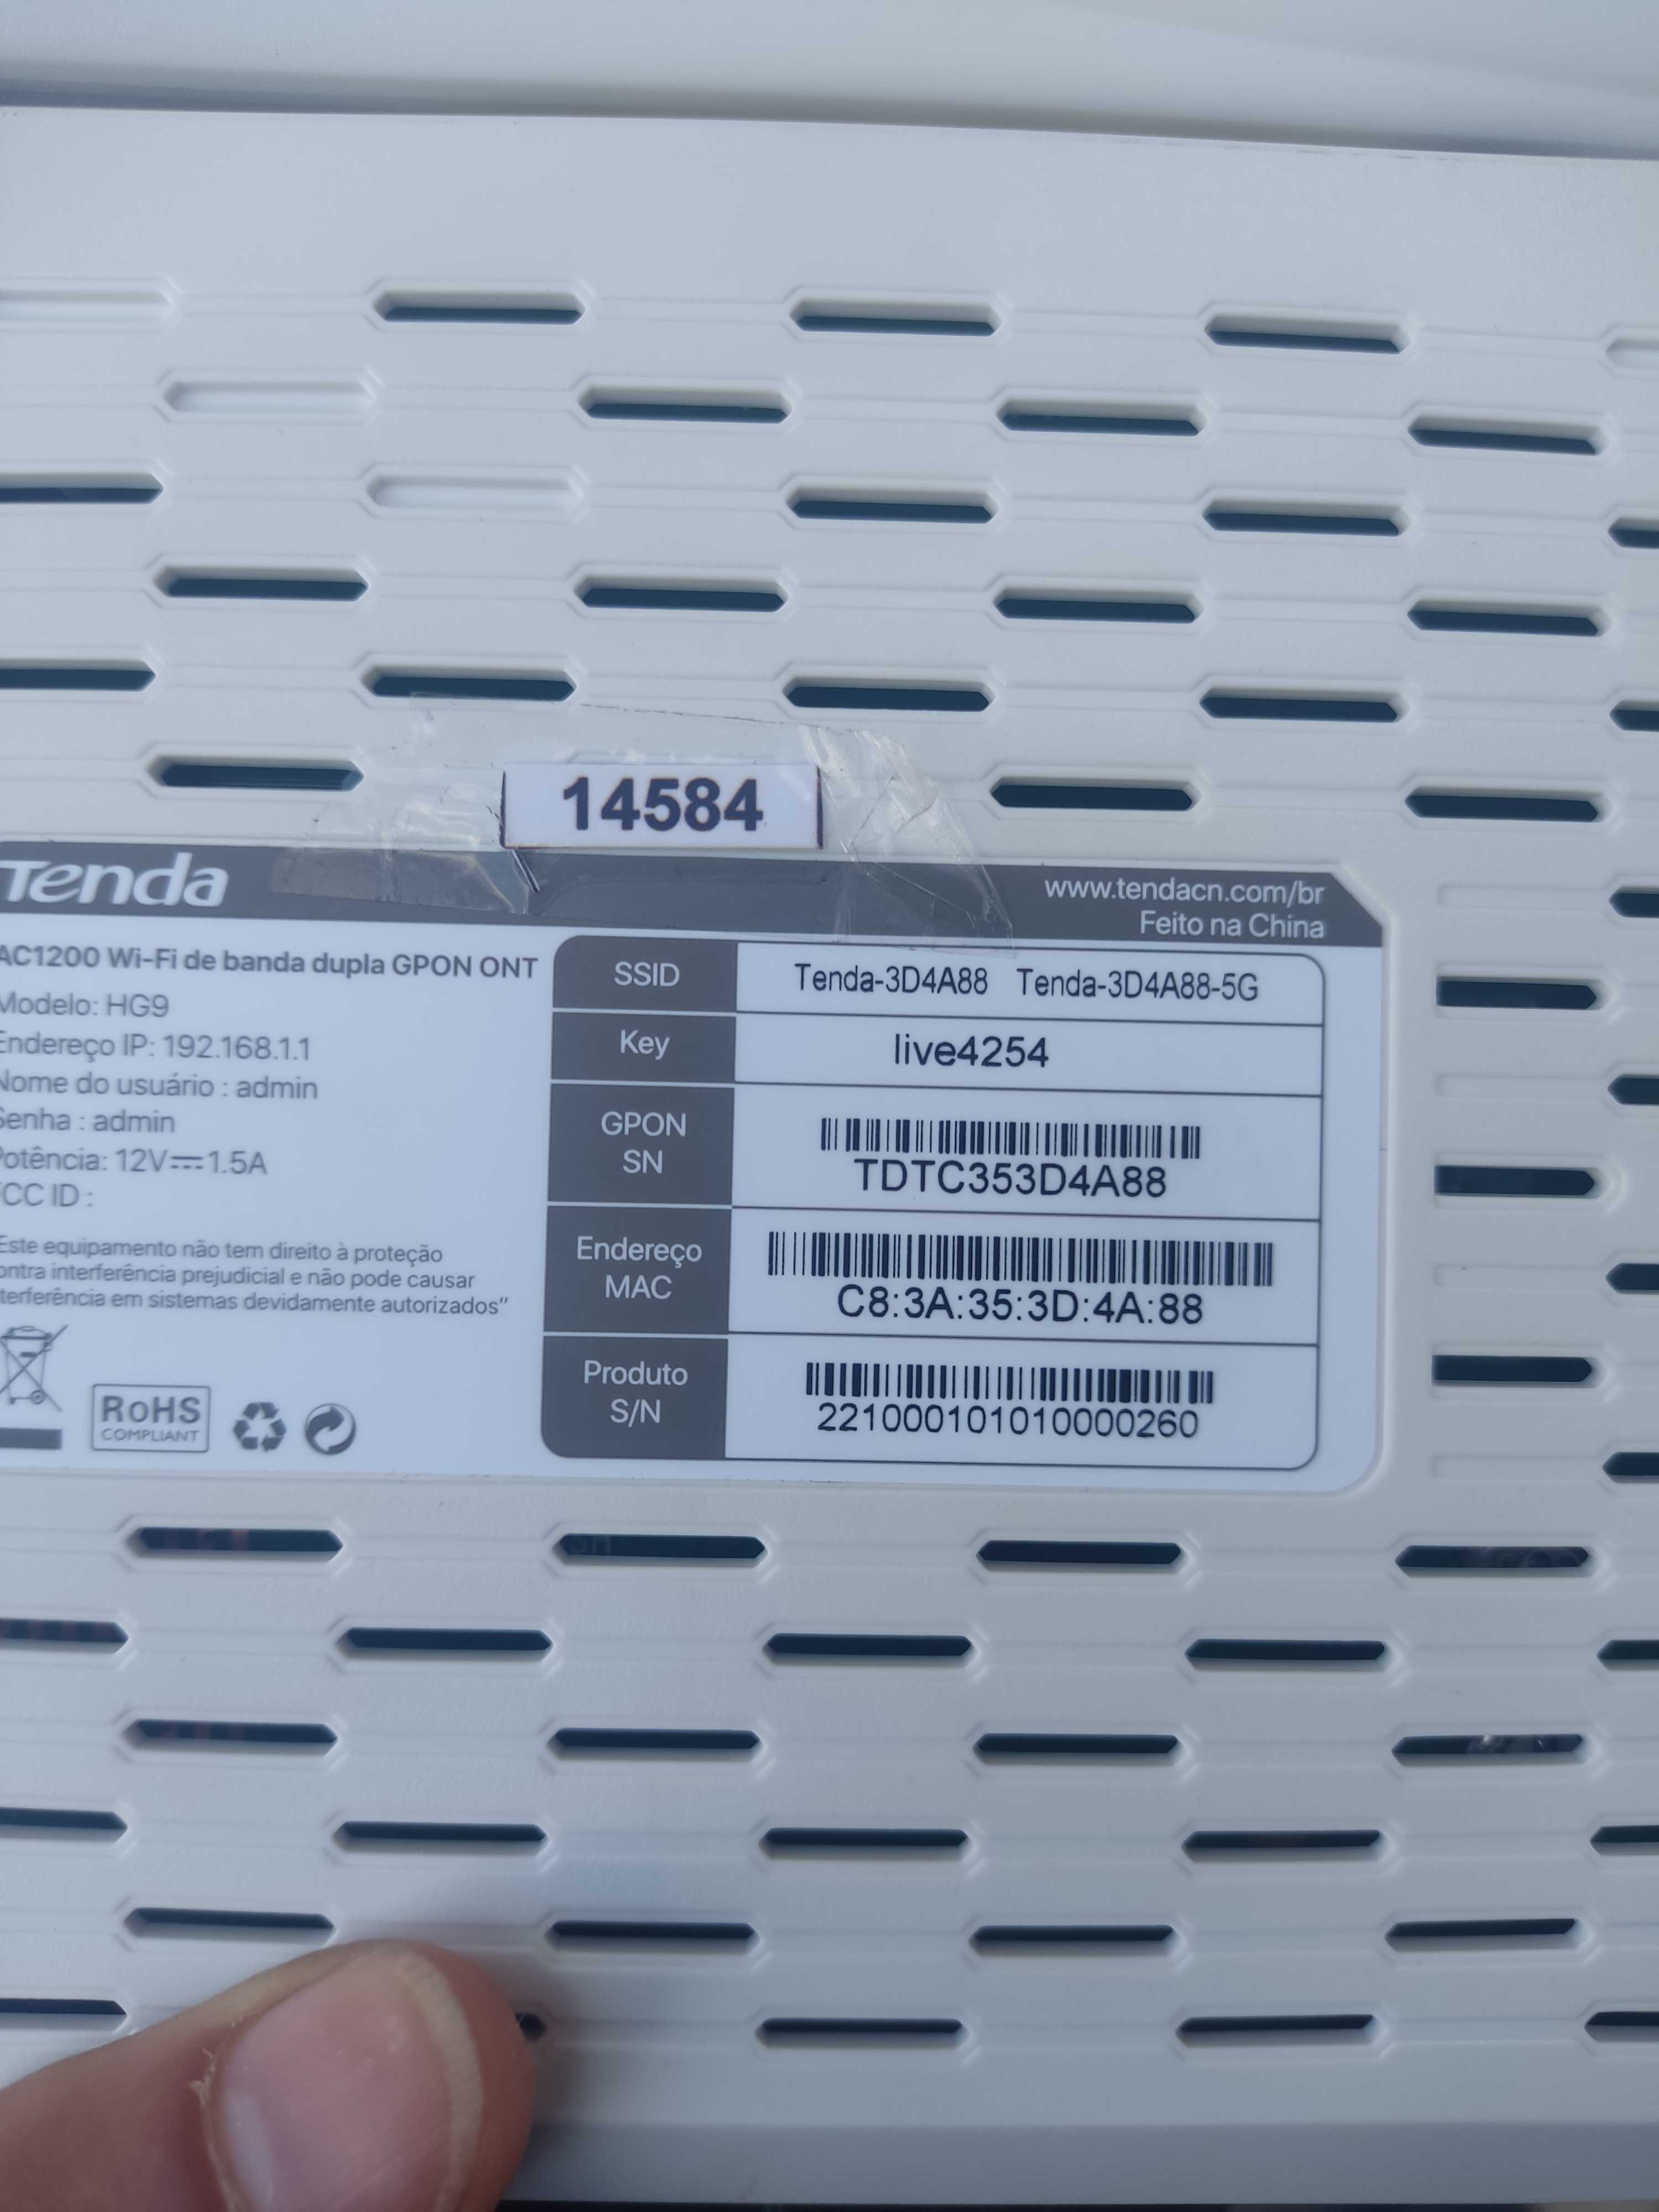 14584
Tenda
www.tendacn.com/br
Feito na China
AC1200 Wi-Fi de banda dupla GPON ONT
Modelo: HG9
Endereço IP: 192.168.1.1
Nome do usuário : admin
Senha : admin
Potência: 12V⎓1.5A
CC ID :
Este equipamento não tem direito à proteção
ontra interferência prejudicial e não pode causar
terferência em sistemas devidamente autorizados"
RoHS
COMPLIANT
SSID Tenda-3D4A88 Tenda-3D4A88-5G
Key live4254
GPON
SN
TDTC353D4A88
Endereço
MAC
C8:3A:35:3D:4A:88
Produto
S/N
221000101010000260